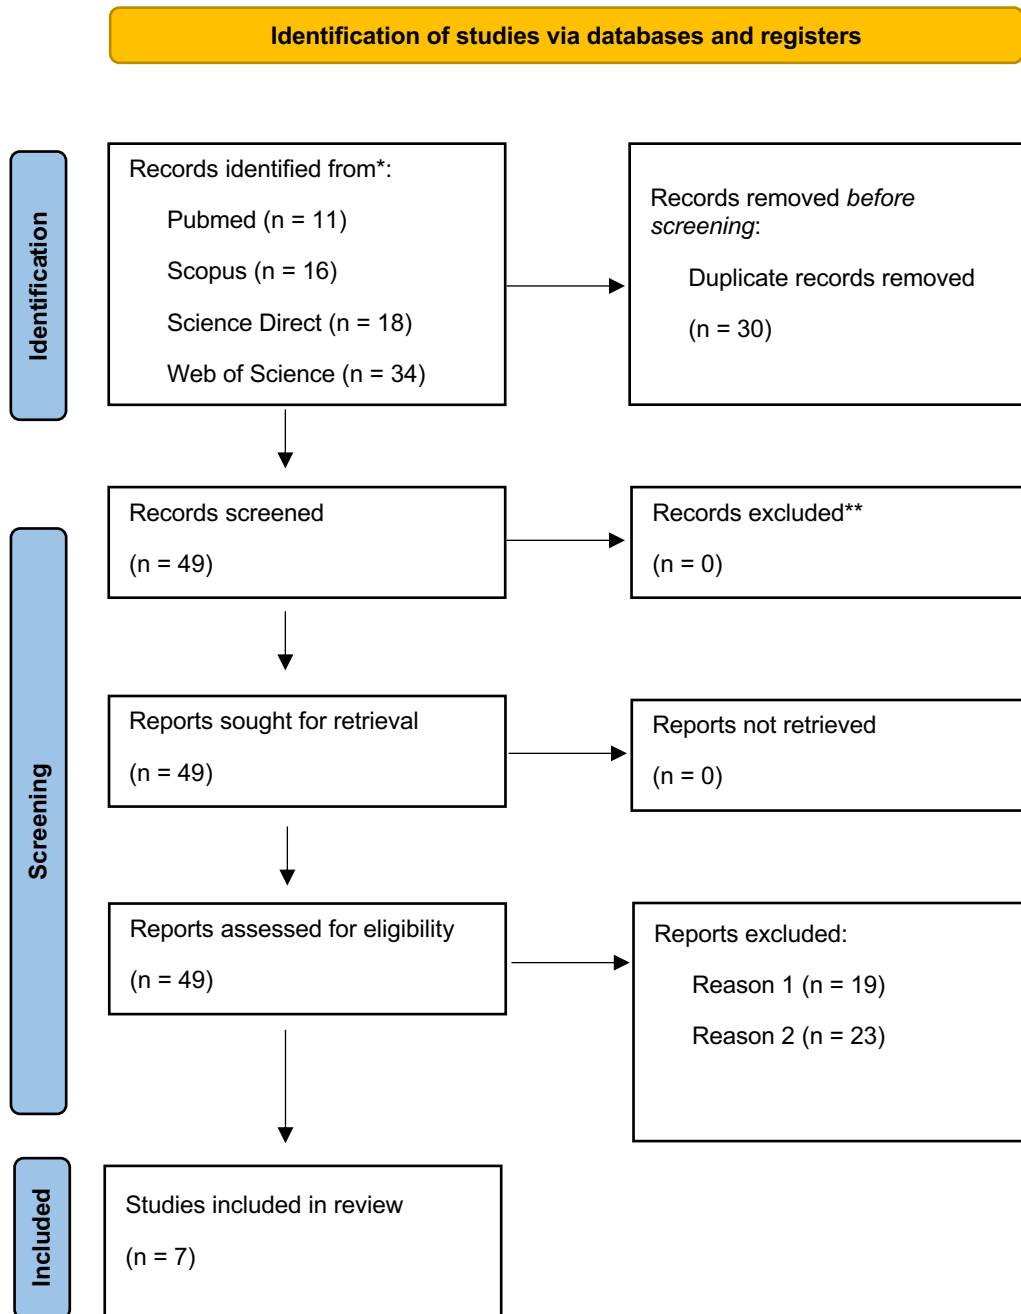 Identification of studies via databases and registers
Identification
Records identified from*:
Pubmed (n = 11)
Scopus (n = 16)
Science Direct (n = 18)
Web of Science (n = 34)
Records removed before
screening:
Duplicate records removed
(n = 30)
Screening
Records screened
(n = 49)
Records excluded**
(n = 0)
Reports sought for retrieval
(n = 49)
Reports not retrieved
(n = 0)
Reports assessed for eligibility
(n = 49)
Reports excluded:
Reason 1 (n = 19)
Reason 2 (n = 23)
Included
Studies included in review
(n = 7)